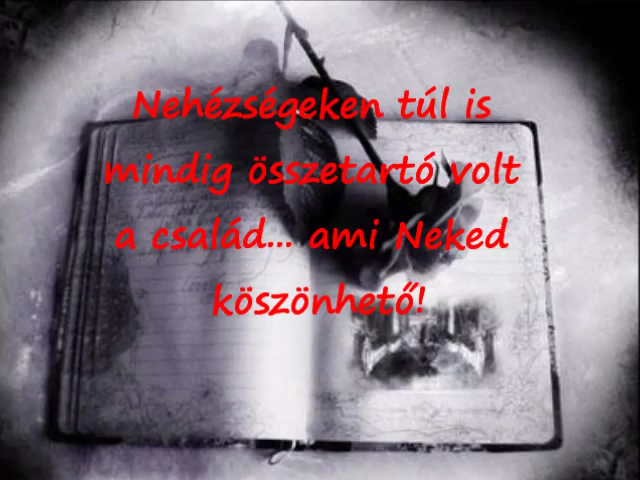 Nehézségeken túl is
mindig összetartó volt
a család... ami Neked
köszönhető!